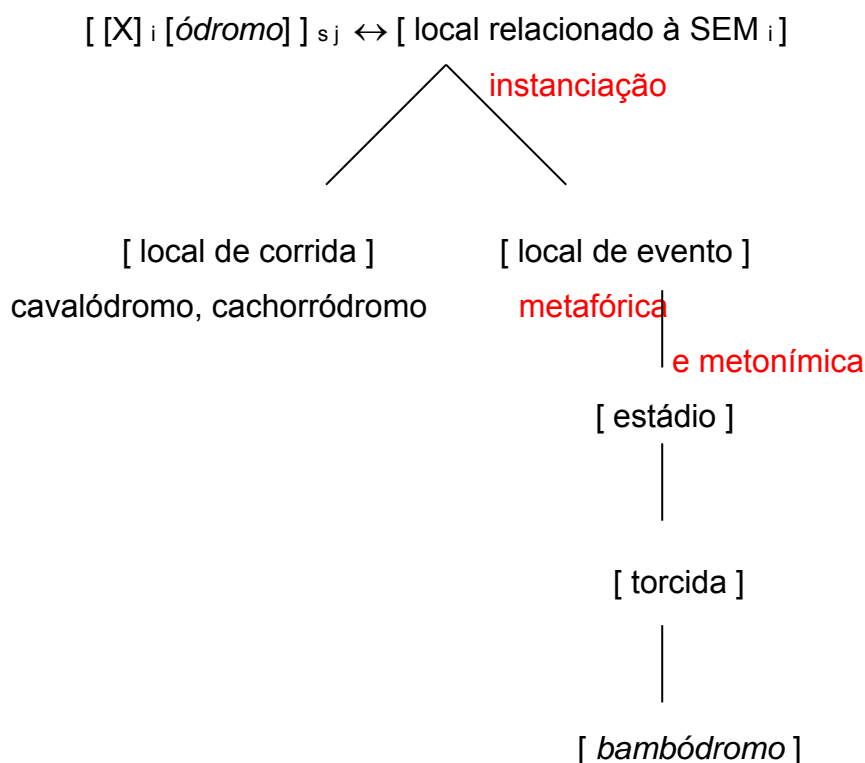 [ [X] i [ódromo] ] s j ↔ [ local relacionado à SEM i ]
instanciação
[ local de corrida ] [ local de evento ]
cavalódromo, cachorródromo metafórica
e metonímica
[ estádio ]
[ torcida ]
[ bambódromo ]